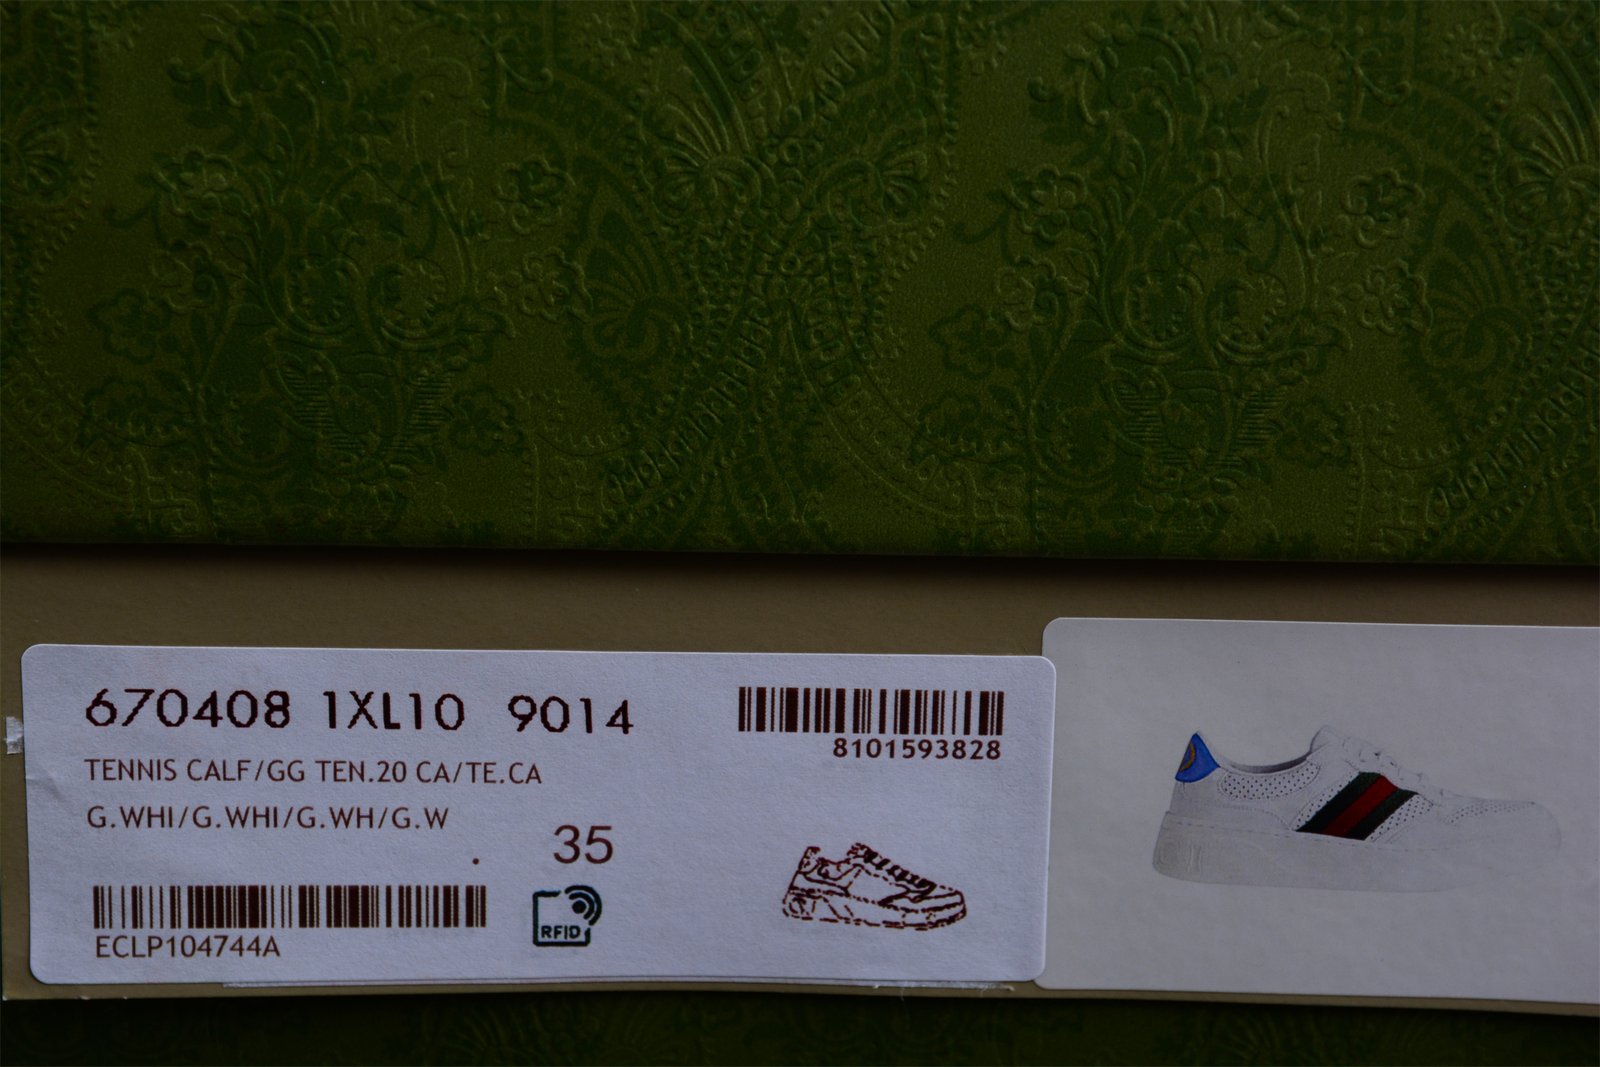 670408 1XL10 9014
8101593828
TENNIS CALF/GG TEN.20 CA/TE.CA
G.WHI/G.WHI/G.WH/G.W
35
ECLP104744A
RFID